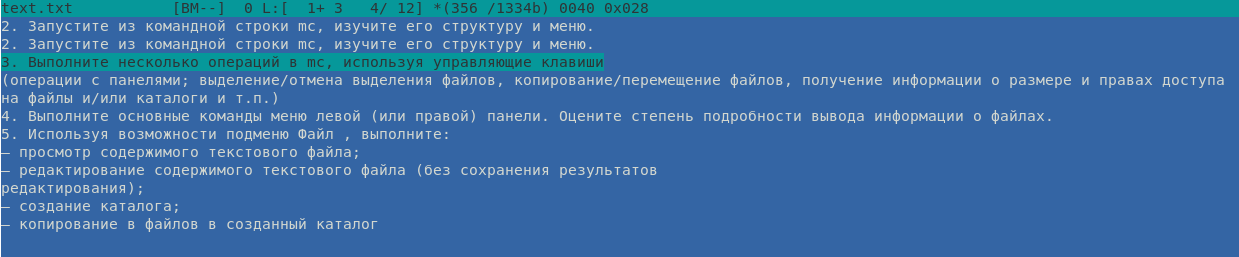 text.txt [BM--] 0 L:[ 1+ 3 4/ 12] *(356 /1334b) 0040 0x028
2. Запустите из командной строки mc, изучите его структуру и меню.
2. Запустите из командной строки mc, изучите его структуру и меню.
3. Выполните несколько операций в mc, используя управляющие клавиши
(операции с панелями; выделение/отмена выделения файлов, копирование/перемещение файлов, получение информации о размере и правах доступа
на файлы и/или каталоги и т.п.)
4. Выполните основные команды меню левой (или правой) панели. Оцените степень подробности вывода информации о файлах.
5. Используя возможности подменю Файл , выполните:
— просмотр содержимого текстового файла;
— редактирование содержимого текстового файла (без сохранения результатов
редактирования);
— создание каталога;
— копирование в файлов в созданный каталог